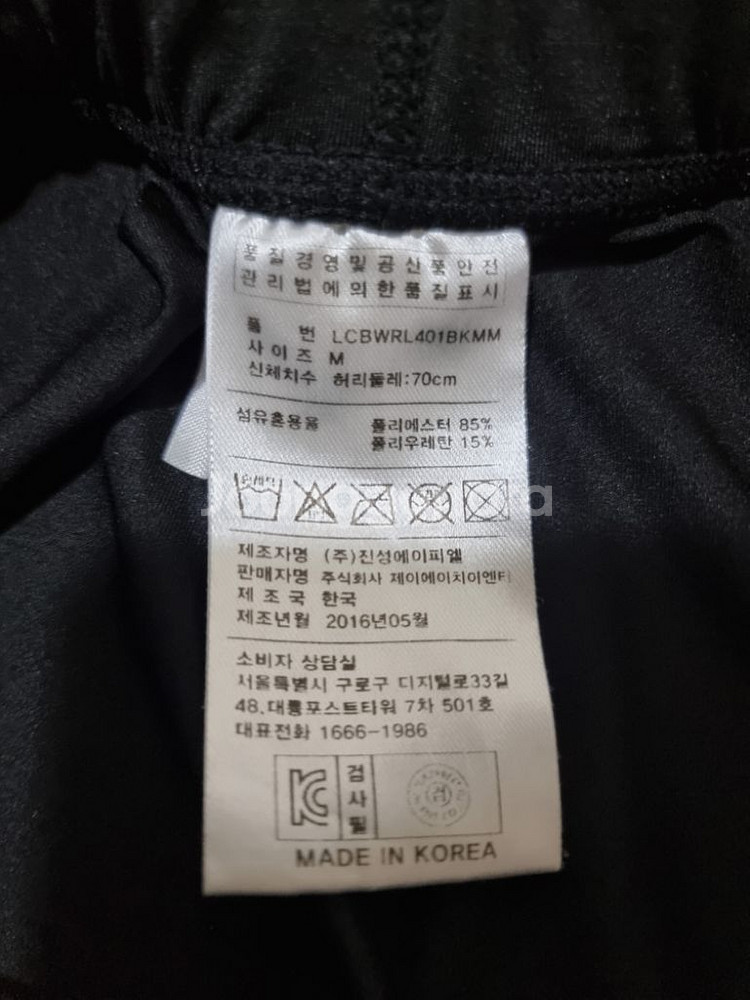 품질경영및공산품안전
관리법에의한품질표시
품 번 LCBWRL401BKMM
사이즈 M
신체치수 허리둘레:70cm
섬유혼용율 폴리에스터 85%
폴리우레탄 15%
손세탁
제조자명 (주)진성에이피엘
판매자명 주식회사 제이에이치이엔티
제 조 국 한국
제조년월 2016년05월
소비자 상담실
서울특별시 구로구 디지털로33길
48.대륭포스트타워 7차 501호
대표전화 1666-1986
검사필
MADE IN KOREA